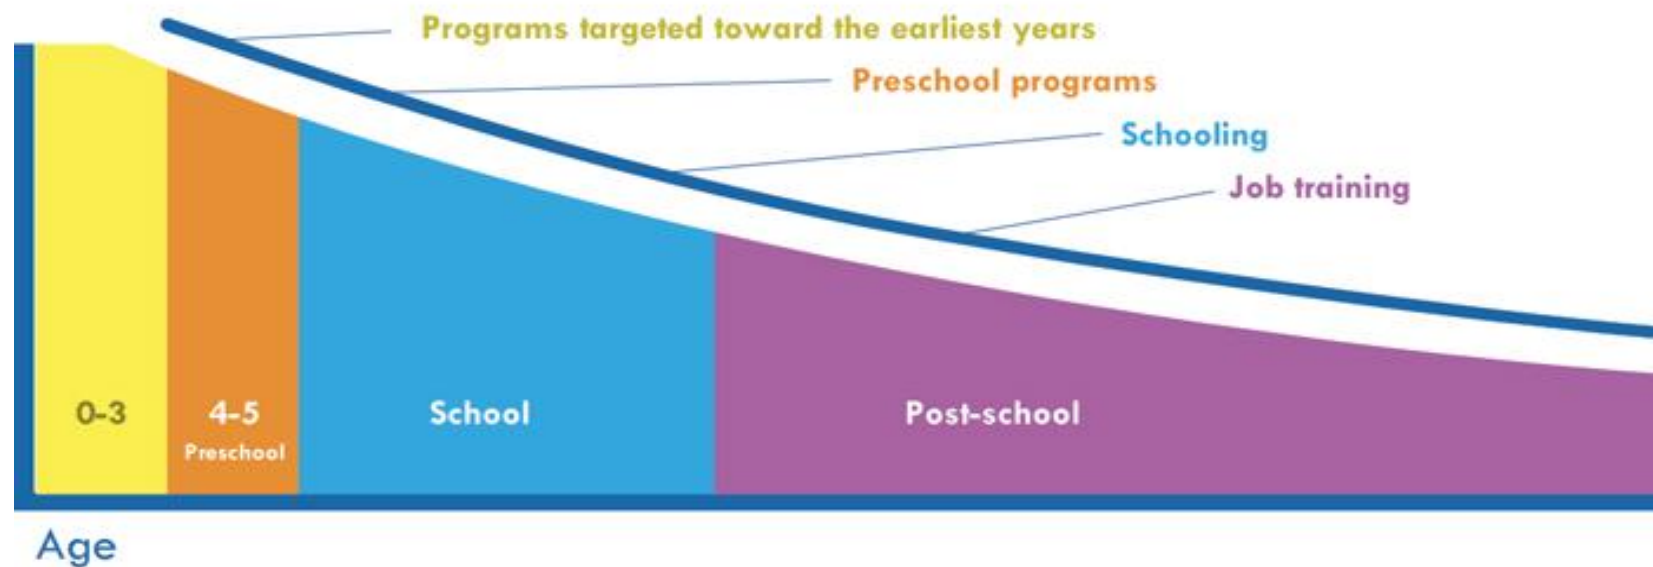 Programs targeted toward the earliest years
Preschool programs
Schooling
Job training
0-3
4-5
Preschool
School
Post-school
Age